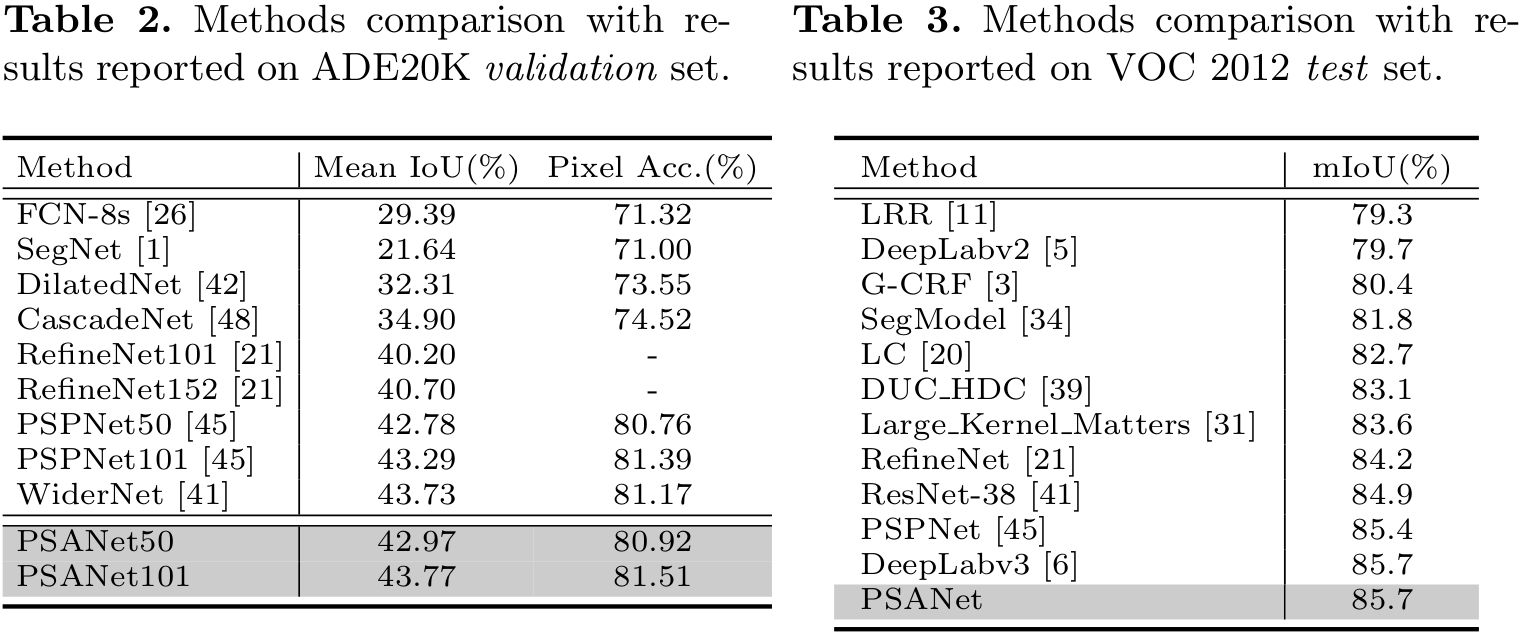 Table 2. Methods comparison with re-
sults reported on ADE20K validation set.
Method Mean IoU(%) Pixel Acc.(%)
FCN-8s [26] 29.39 71.32
SegNet [1] 21.64 71.00
DilatedNet [42] 32.31 73.55
CascadeNet [48] 34.90 74.52
RefineNet101 [21] 40.20 -
RefineNet152 [21] 40.70 -
PSPNet50 [45] 42.78 80.76
PSPNet101 [45] 43.29 81.39
WiderNet [41] 43.73 81.17
PSANet50 42.97 80.92
PSANet101 43.77 81.51
Table 3. Methods comparison with re-
sults reported on VOC 2012 test set.
Method mIoU(%)
LRR [11] 79.3
DeepLabv2 [5] 79.7
G-CRF [3] 80.4
SegModel [34] 81.8
LC [20] 82.7
DUC_HDC [39] 83.1
Large_Kernel_Matters [31] 83.6
RefineNet [21] 84.2
ResNet-38 [41] 84.9
PSPNet [45] 85.4
DeepLabv3 [6] 85.7
PSANet 85.7